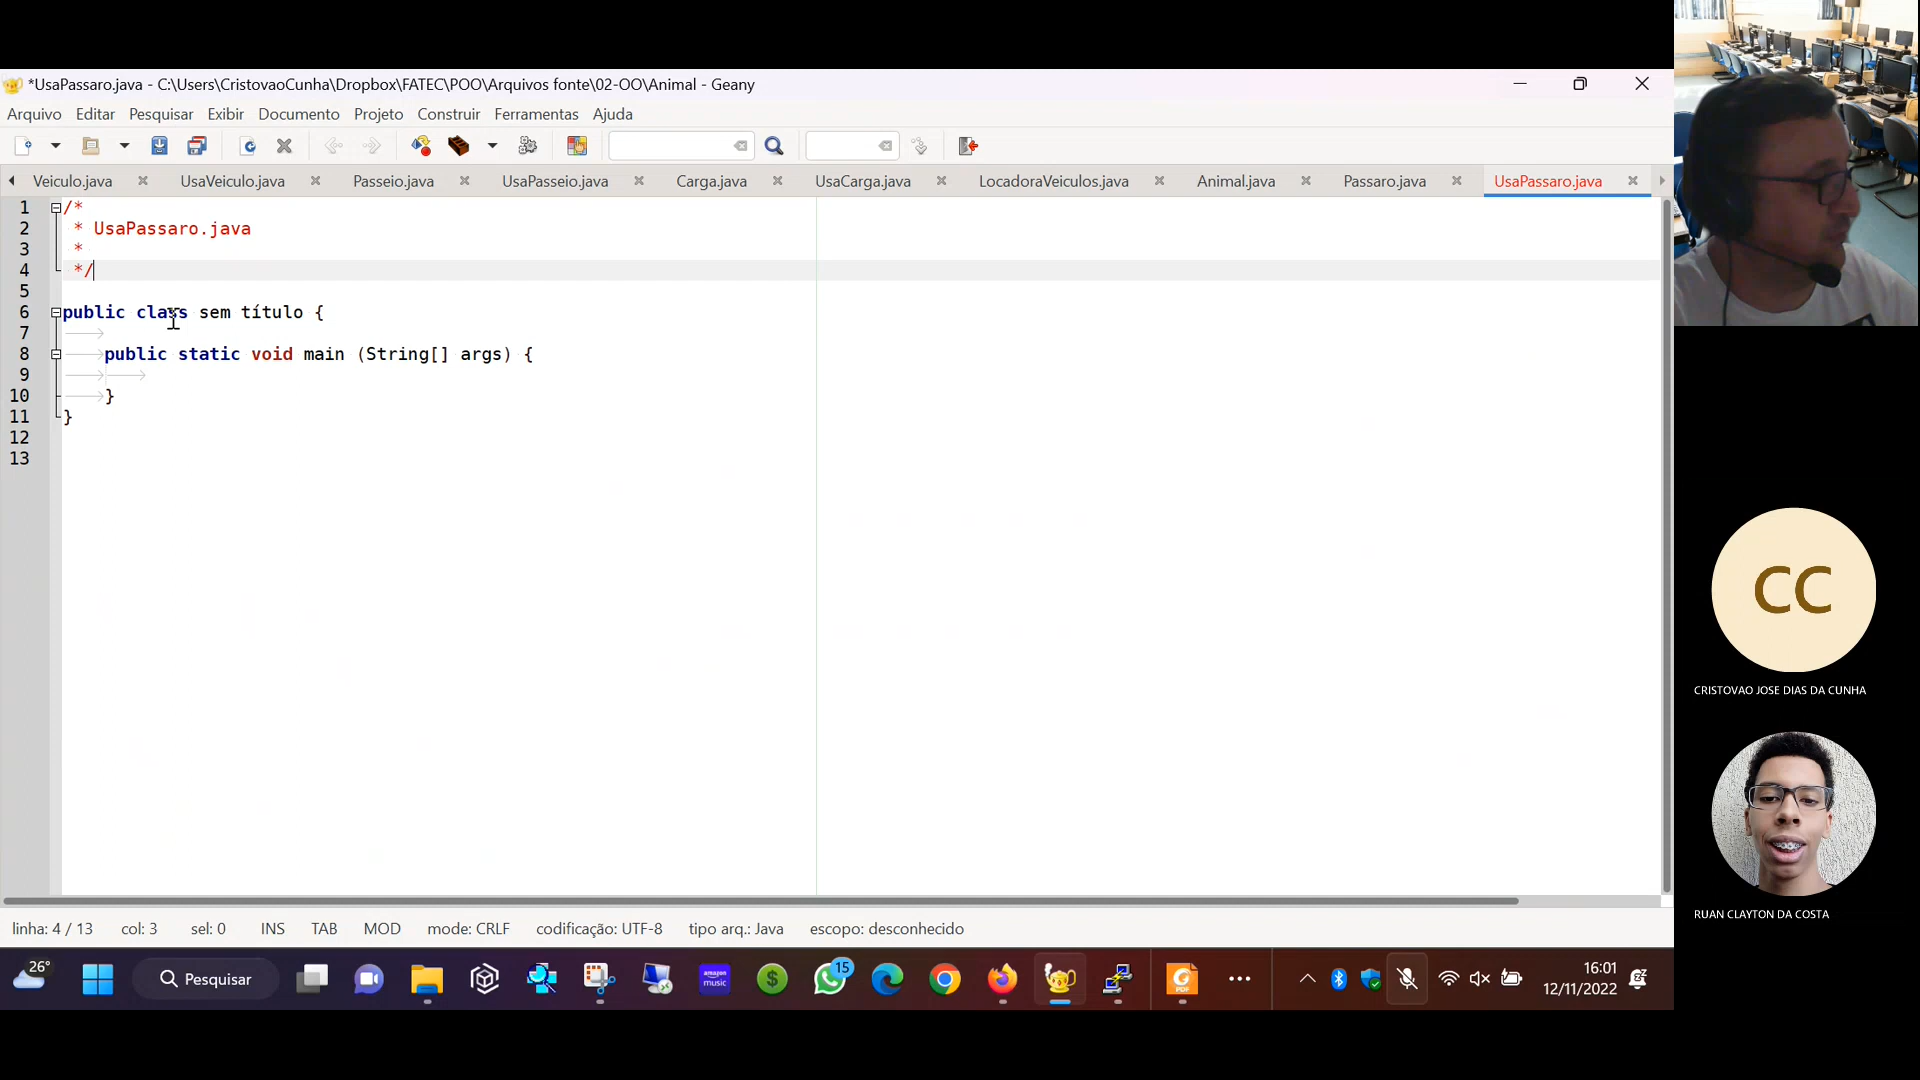 *UsaPassaro.java - C:\Users\CristovaoCunha\Dropbox\FATEC\POO\Arquivos fonte\02-OO\Animal - Geany
Arquivo Editar Pesquisar Exibir Documento Projeto Construir Ferramentas Ajuda
Veiculo.java UsaVeiculo.java Passeio.java UsaPasseio.java Carga.java UsaCarga.java LocadoraVeiculos.java Animal.java Passaro.java UsaPassaro.java
1 /*
2 * UsaPassaro.java
3 *
4 */
5
6 public class sem título {
7
8 public static void main (String[] args) {
9
10 }
11 }
12
13
CC
CRISTOVAO JOSE DIAS DA CUNHA
RUAN CLAYTON DA COSTA
linha: 4 / 13 col: 3 sel: 0 INS TAB MOD mode: CRLF codificação: UTF-8 tipo arq.: Java escopo: desconhecido
26° Pesquisar amazon music 15 PDF 16:01
12/11/2022